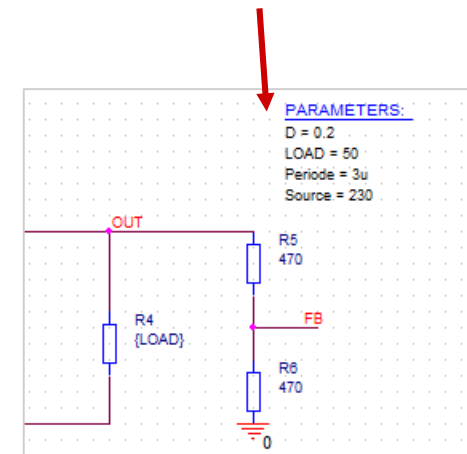 PARAMETERS:
D = 0.2
LOAD = 50
Periode = 3u
Source = 230
OUT
R5
470
R4
{LOAD}
FB
R6
470
0